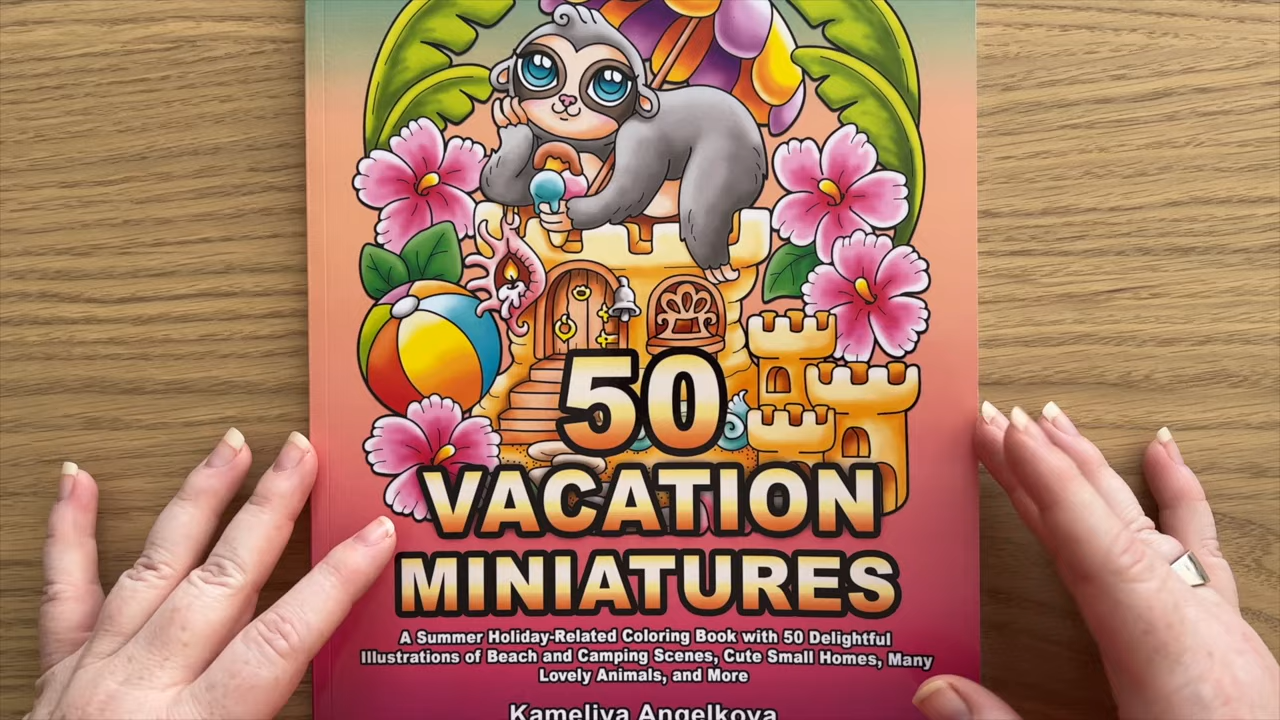 50
VACATION
MINIATURES
A Summer Holiday-Related Coloring Book with 50 Delightful
Illustrations of Beach and Camping Scenes, Cute Small Homes, Many
Lovely Animals, and More
Kameliya Angelkova